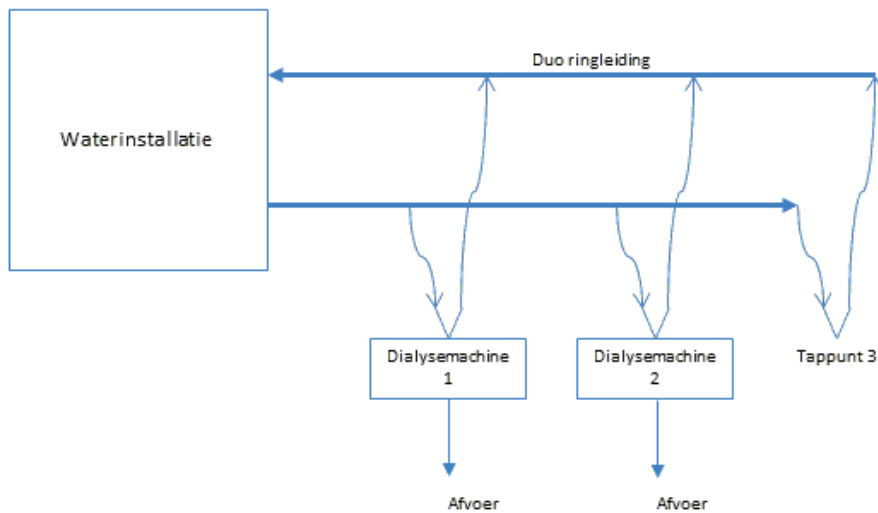 Duo ringleiding
Waterinstallatie
Dialysemachine
1
Dialysemachine
2
Tappunt 3
Afvoer
Afvoer